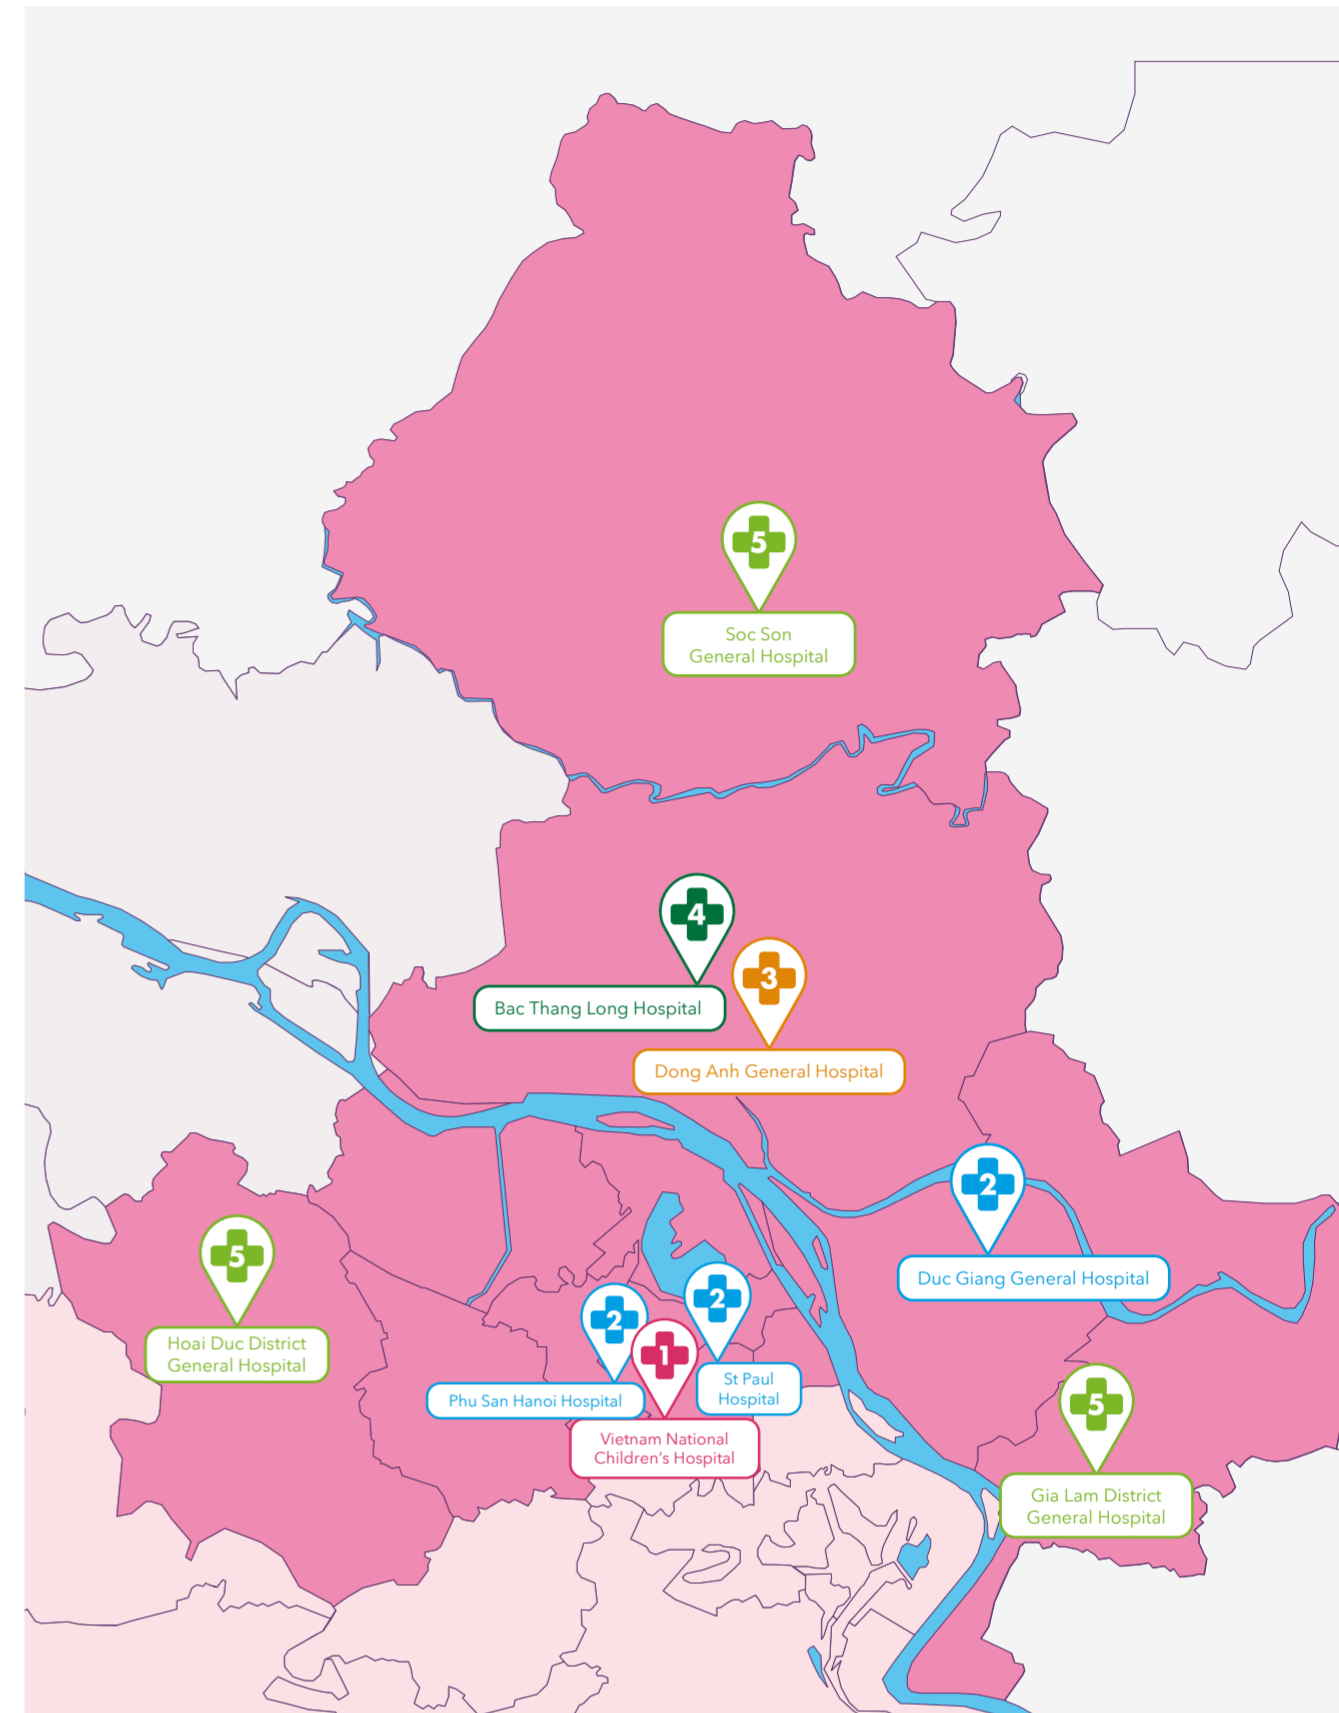 5
Soc Son
General Hospital
4
Bac Thang Long Hospital
3
Dong Anh General Hospital
2
Duc Giang General Hospital
5
Hoai Duc District
General Hospital
2
Phu San Hanoi Hospital
2
St Paul
Hospital
1
Vietnam National
Children's Hospital
5
Gia Lam District
General Hospital